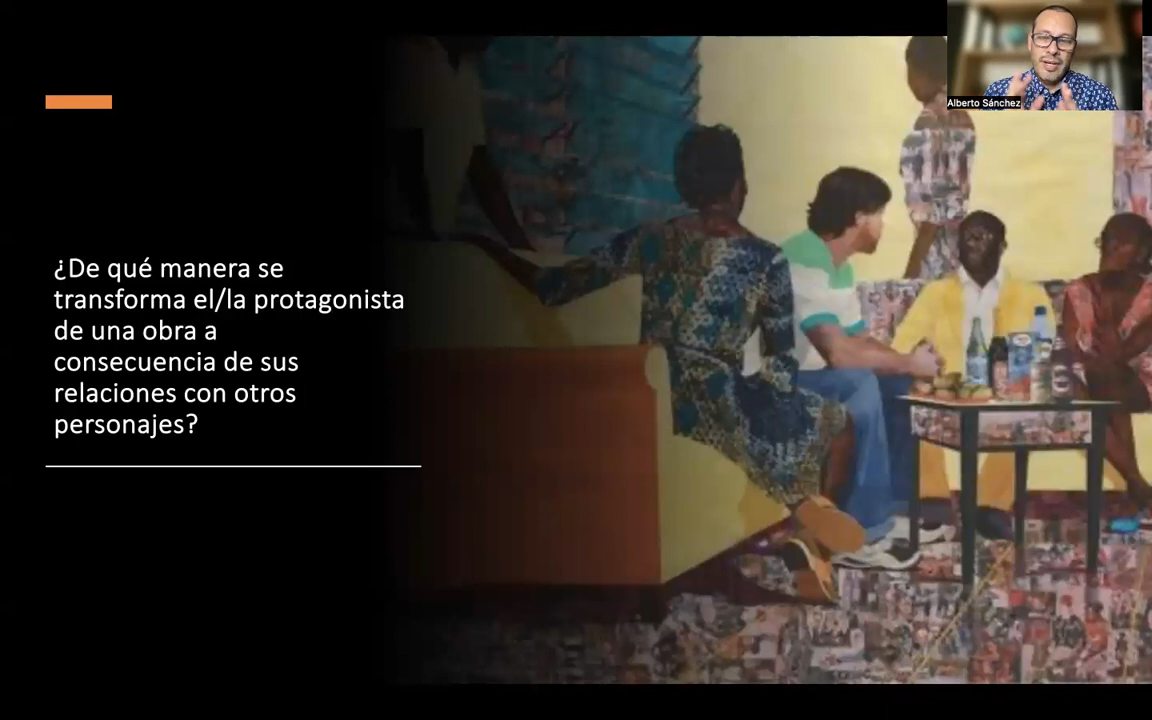 Alberto Sánchez
¿De qué manera se
transforma el/la protagonista
de una obra a
consecuencia de sus
relaciones con otros
personajes?